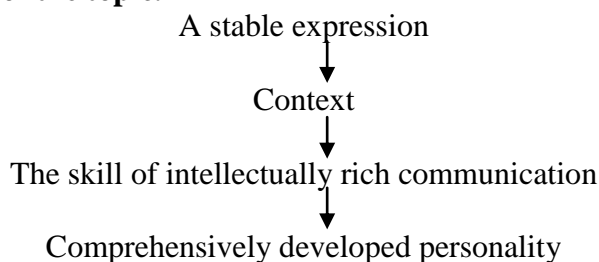 A stable expression
Context
The skill of intellectually rich communication
Comprehensively developed personality